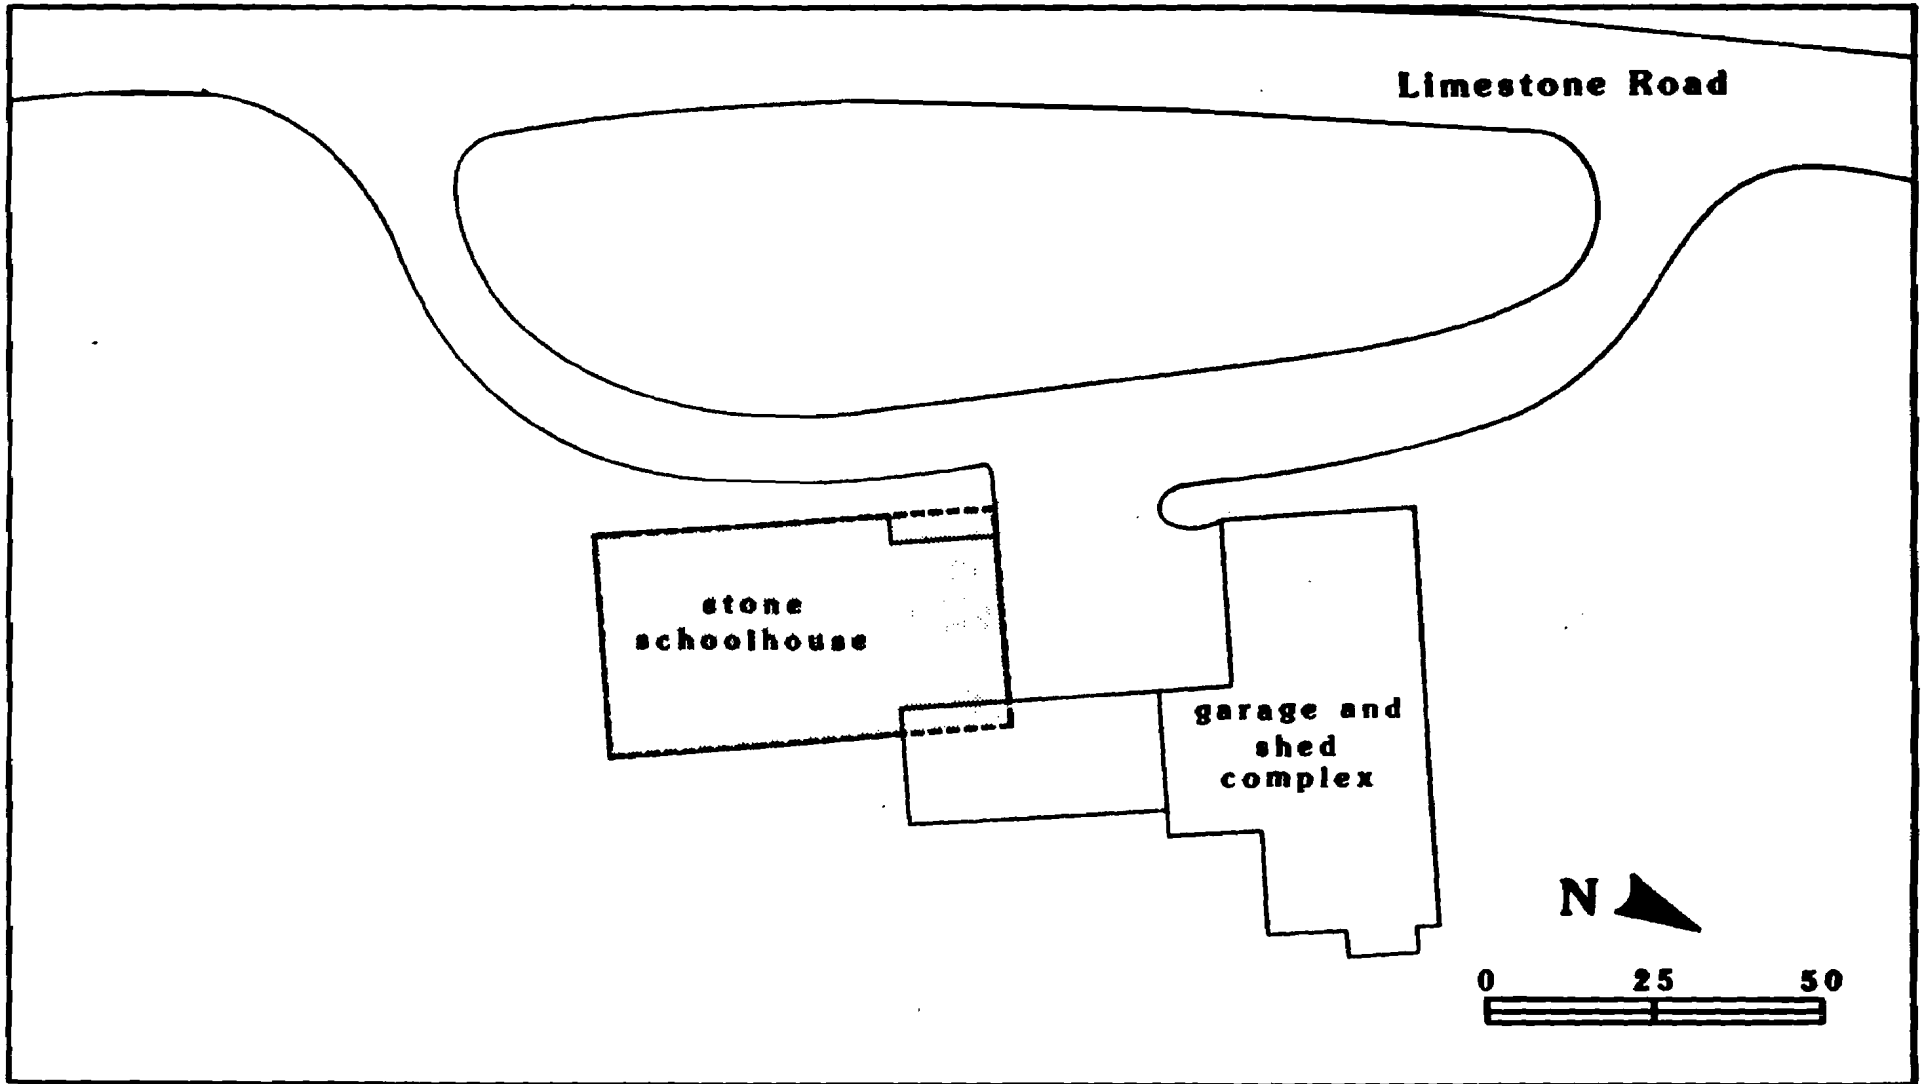 Limestone Road
stone
schoolhouse
garage and
shed
complex
N
0 25 50